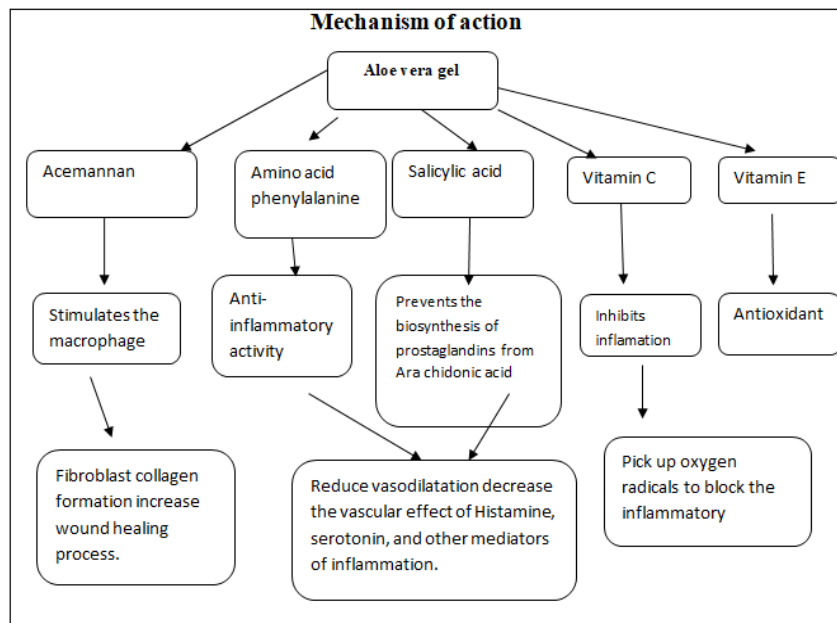 Mechanism of action
Aloe vera gel
Acemannan
Amino acid
phenylalanine
Salicylic acid
Vitamin C
Vitamin E
Stimulates the
macrophage
Anti-
inflammatory
activity
Prevents the
biosynthesis of
prostaglandins from
Ara chidonic acid
Inhibits
inflamation
Antioxidant
Fibroblast collagen
formation increase
wound healing
process.
Reduce vasodilatation decrease
the vascular effect of Histamine,
serotonin, and other mediators
of inflammation.
Pick up oxygen
radicals to block the
inflammatory